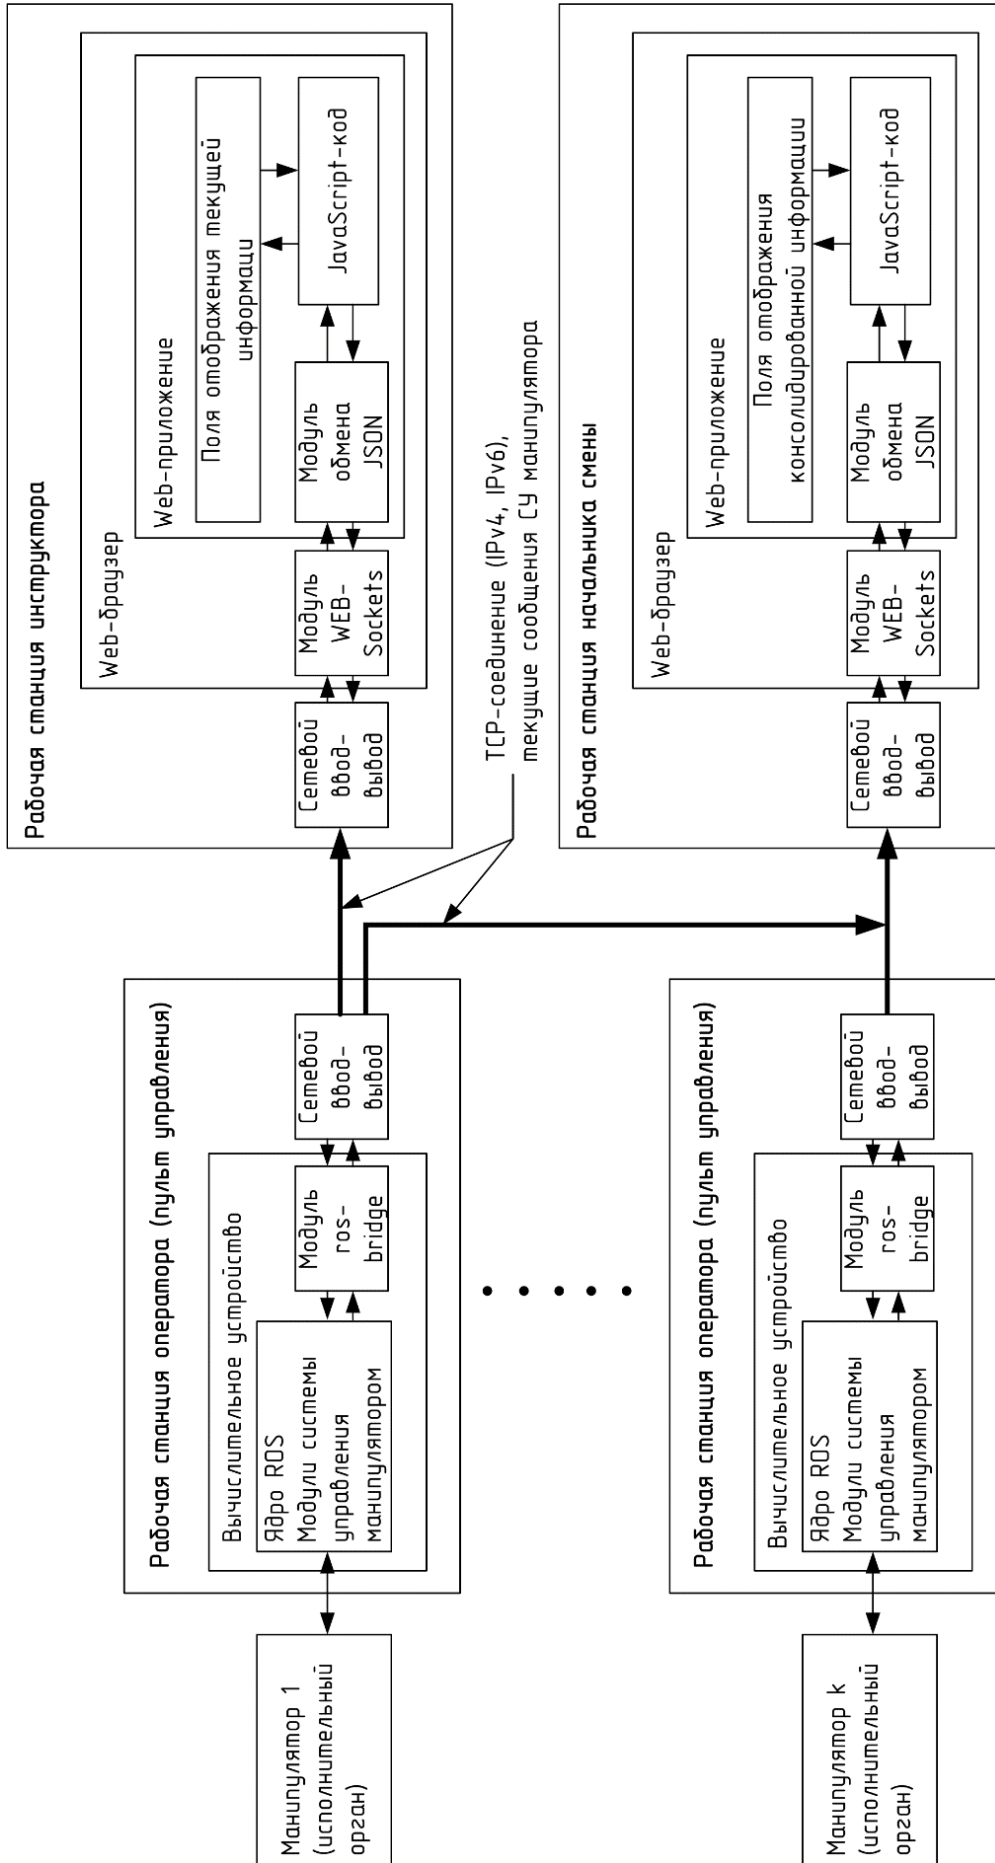 Рабочая станция инструктора
Web-браузер
Web-приложение
Поля отображения текущей
информаци
JavaScript-код
Модуль
обмена
JSON
Модуль
WEB-
Sockets
Сетевой
ввод-
вывод
TCP-соединение (IPv4, IPv6),
текущие сообщения СУ манипулятора
Рабочая станция оператора (пульт управления)
Вычислительное устройство
Ядро ROS
Модули системы
управления
манипулятором
Модуль
ros-
bridge
Сетевой
ввод-
вывод
Манипулятор 1
(исполнительный
орган)
Рабочая станция начальника смены
Web-браузер
Web-приложение
Поля отображения
консолидированной информации
JavaScript-код
Модуль
обмена
JSON
Модуль
WEB-
Sockets
Сетевой
ввод-
вывод
Рабочая станция оператора (пульт управления)
Вычислительное устройство
Ядро ROS
Модули системы
управления
манипулятором
Модуль
ros-
bridge
Сетевой
ввод-
вывод
Манипулятор k
(исполнительный
орган)